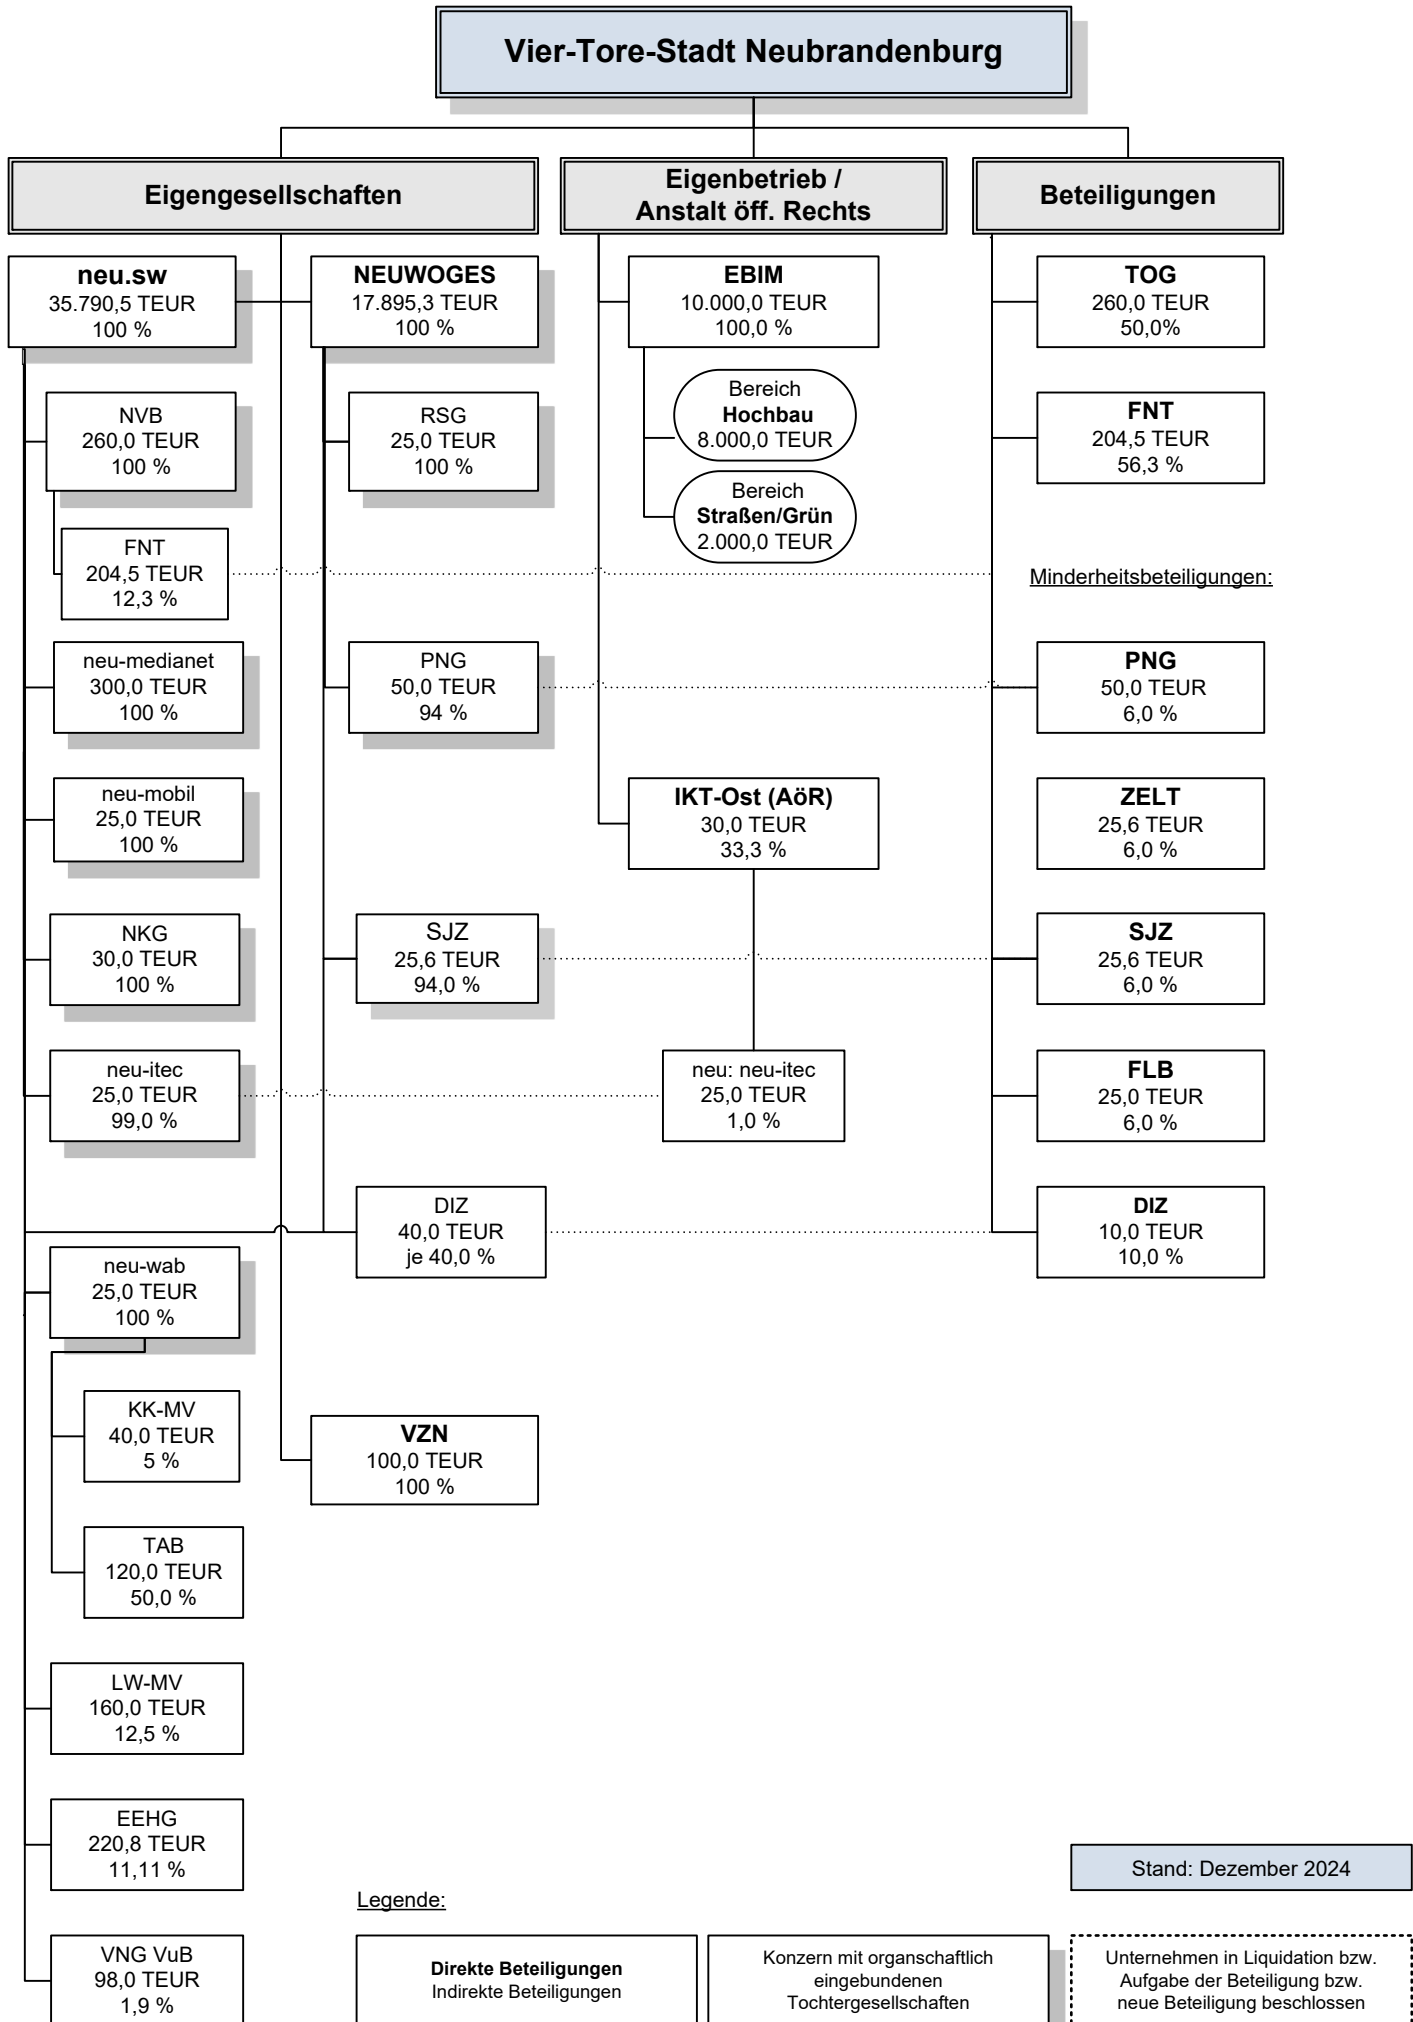 Vier-Tore-Stadt Neubrandenburg
Eigengesellschaften
Eigenbetrieb /
Anstalt öff. Rechts
Beteiligungen
neu.sw
35.790,5 TEUR
100 %
NEUWOGES
17.895,3 TEUR
100 %
EBIM
10.000,0 TEUR
100,0 %
TOG
260,0 TEUR
50,0%
NVB
260,0 TEUR
100 %
RSG
25,0 TEUR
100 %
Bereich
Hochbau
8.000,0 TEUR
FNT
204,5 TEUR
56,3 %
Bereich
Straßen/Grün
2.000,0 TEUR
FNT
204,5 TEUR
12,3 %
Minderheitsbeteiligungen:
neu-medianet
300,0 TEUR
100 %
PNG
50,0 TEUR
94 %
PNG
50,0 TEUR
6,0 %
neu-mobil
25,0 TEUR
100 %
IKT-Ost (AöR)
30,0 TEUR
33,3 %
ZELT
25,6 TEUR
6,0 %
NKG
30,0 TEUR
100 %
SJZ
25,6 TEUR
94,0 %
SJZ
25,6 TEUR
6,0 %
neu-itec
25,0 TEUR
99,0 %
neu: neu-itec
25,0 TEUR
1,0 %
FLB
25,0 TEUR
6,0 %
DIZ
40,0 TEUR
je 40,0 %
DIZ
10,0 TEUR
10,0 %
neu-wab
25,0 TEUR
100 %
KK-MV
40,0 TEUR
5 %
VZN
100,0 TEUR
100 %
TAB
120,0 TEUR
50,0 %
LW-MV
160,0 TEUR
12,5 %
EEHG
220,8 TEUR
11,11 %
Stand: Dezember 2024
Legende:
VNG VuB
98,0 TEUR
1,9 %
Direkte Beteiligungen
Indirekte Beteiligungen
Konzern mit organschaftlich
eingebundenen
Tochtergesellschaften
Unternehmen in Liquidation bzw.
Aufgabe der Beteiligung bzw.
neue Beteiligung beschlossen